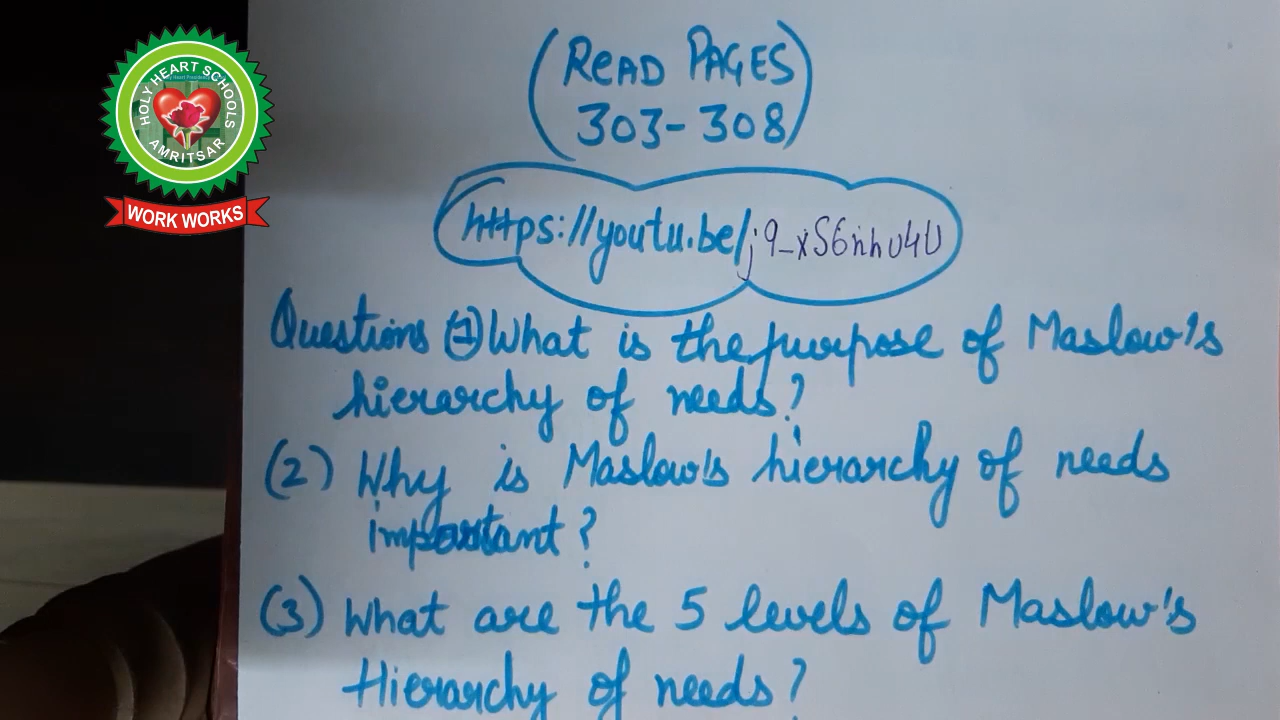 HOLY HEART SCHOOLS
AMRITSAR
WORK WORKS
(READ PAGES
303-308)
https://youtu.be/j9_xS6nhU4U
Questions (1) What is the purpose of Maslow's
hierarchy of needs?
(2) Why is Maslow's hierarchy of needs
important?
(3) What are the 5 levels of Maslow's
Hierarchy of needs?